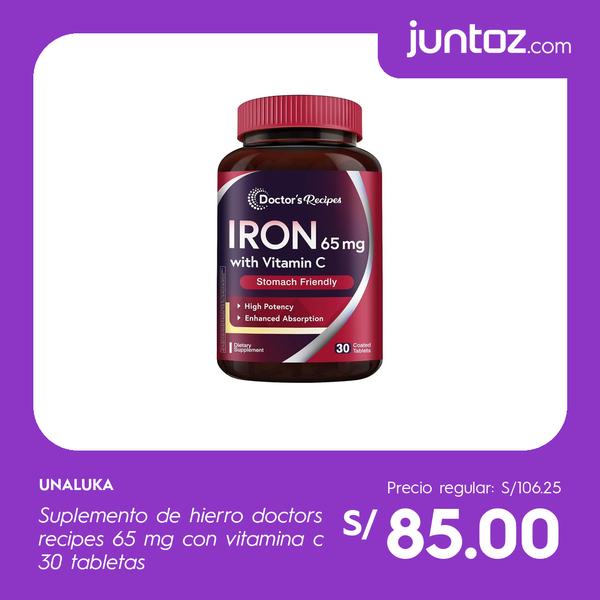 juntoz.com
Doctor's Recipes
IRON 65 mg
with Vitamin C
Stomach Friendly
High Potency
Enhanced Absorption
Dietary
Supplement
30 Coated
Tablets
UNALUKA
Precio regular: S/106.25
Suplemento de hierro doctors
recipes 65 mg con vitamina c
30 tabletas
S/ 85.00